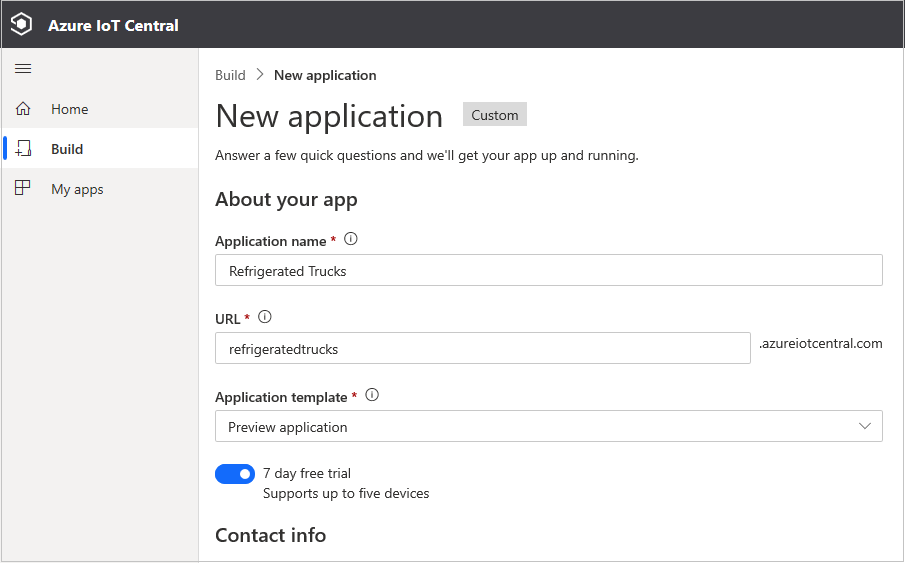 Azure IoT Central
Home
Build
My apps
Build > New application
New application Custom
Answer a few quick questions and we'll get your app up and running.
About your app
Application name *
Refrigerated Trucks
URL *
refrigeratedtrucks .azureiotcentral.com
Application template *
Preview application
7 day free trial
Supports up to five devices
Contact info